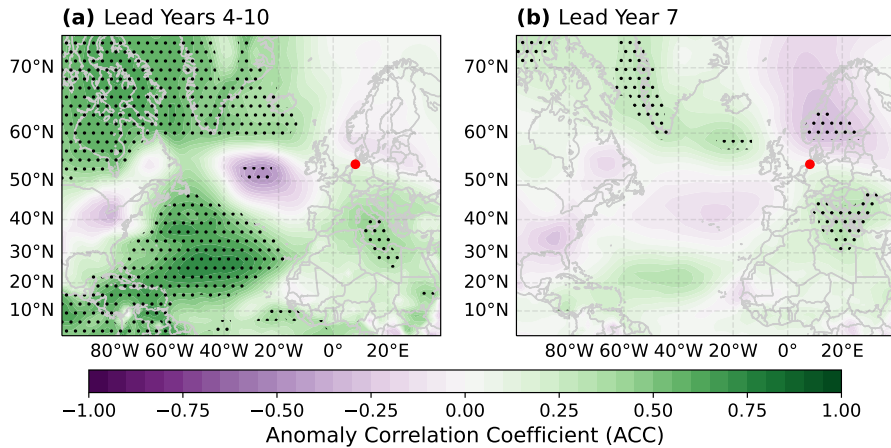 (a) Lead Years 4-10
(b) Lead Year 7
70°N
60°N
50°N
40°N
30°N
20°N
10°N
70°N
60°N
50°N
40°N
30°N
20°N
10°N
80°W 60°W 40°W 20°W 0° 20°E
80°W 60°W 40°W 20°W 0° 20°E
−1.00 −0.75 −0.50 −0.25 0.00 0.25 0.50 0.75 1.00
Anomaly Correlation Coefficient (ACC)